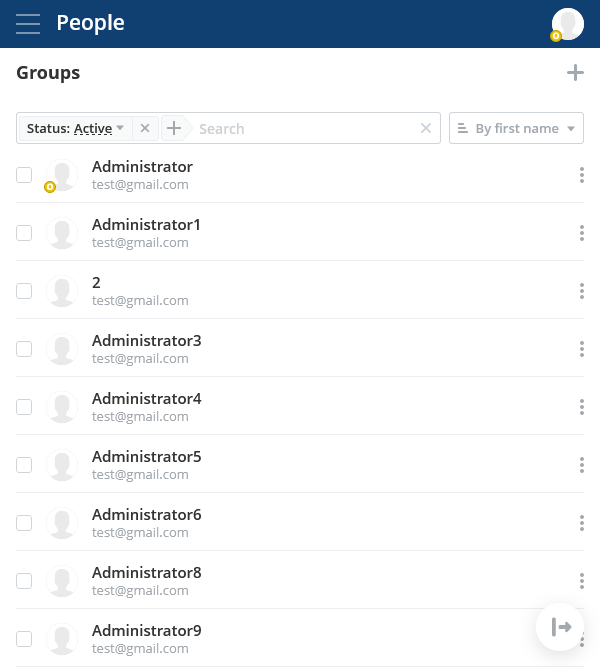 People
Groups
Status: Active
Search
By first name
Administrator
test@gmail.com
Administrator1
test@gmail.com
2
test@gmail.com
Administrator3
test@gmail.com
Administrator4
test@gmail.com
Administrator5
test@gmail.com
Administrator6
test@gmail.com
Administrator8
test@gmail.com
Administrator9
test@gmail.com